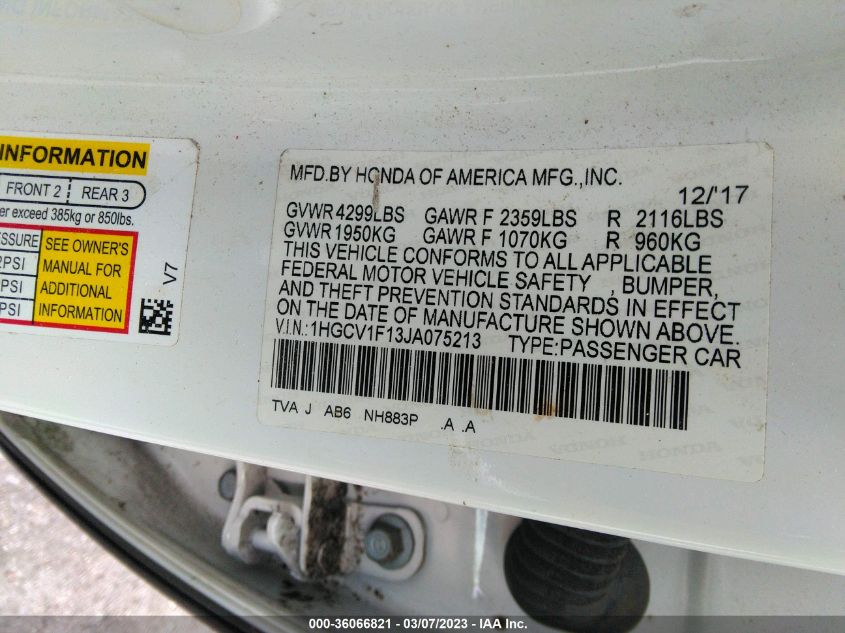 INFORMATION
FRONT 2 REAR 3
er exceed 385kg or 850lbs.
ESSURE
2PSI
PSI
PSI
SEE OWNER'S
MANUAL FOR
ADDITIONAL
INFORMATION
V7
MFD.BY HONDA OF AMERICA MFG.,INC.
12/'17
GVWR 4299LBS GAWR F 2359LBS R 2116LBS
GVWR 1950KG GAWR F 1070KG R 960KG
THIS VEHICLE CONFORMS TO ALL APPLICABLE
FEDERAL MOTOR VEHICLE SAFETY , BUMPER,
AND THEFT PREVENTION STANDARDS IN EFFECT
ON THE DATE OF MANUFACTURE SHOWN ABOVE.
V.I.N.:1HGCV1F13JA075213 TYPE:PASSENGER CAR
TVA J AB6 NH883P .A .A
000-36066821 - 03/07/2023 - IAA Inc.